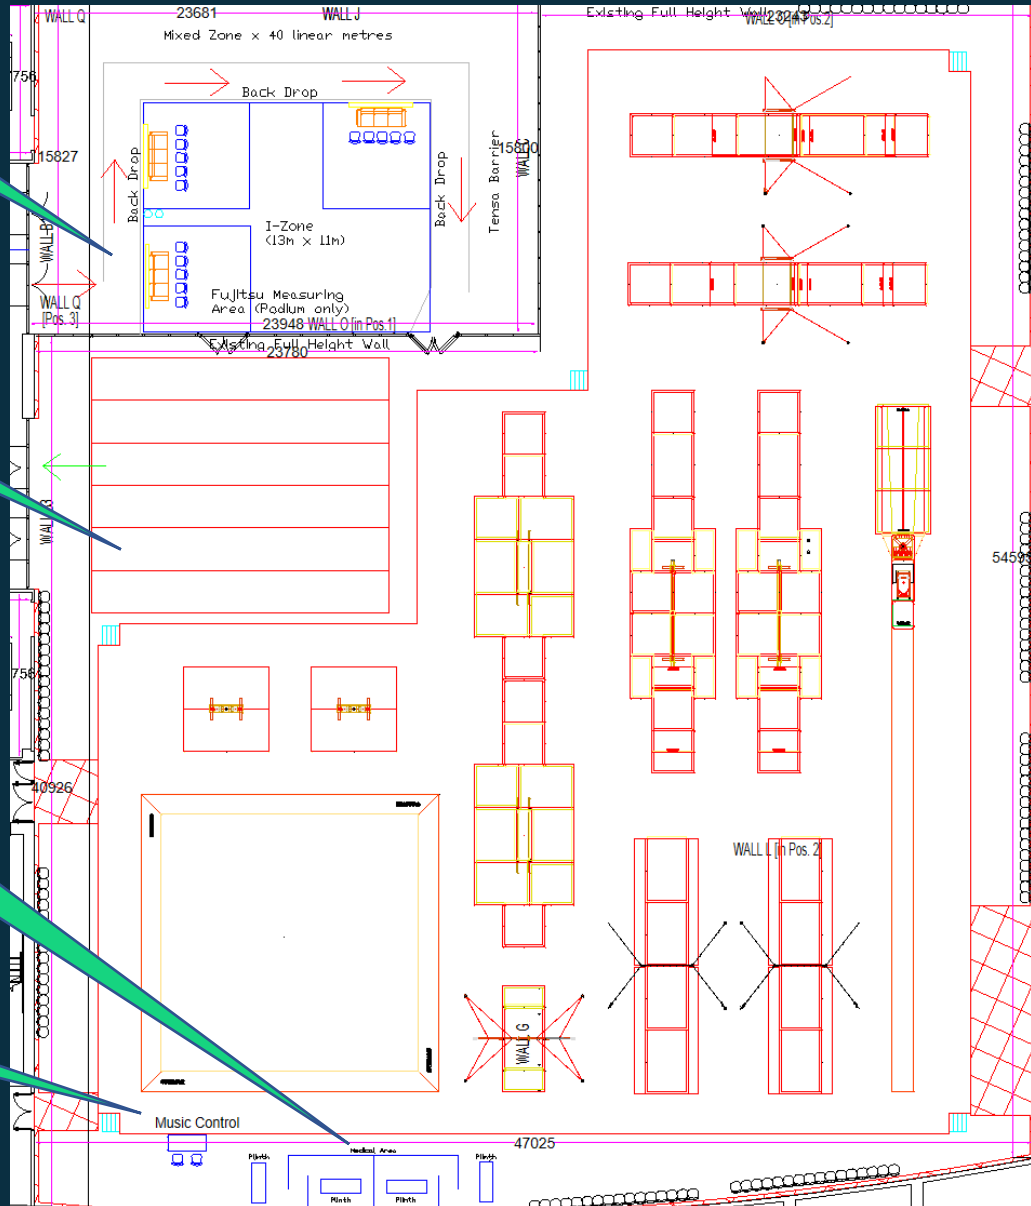 WALL Q
23681
WALL J
Existing Full Height Wall
23243
Mixed Zone x 40 linear metres
756
Back Drop
15827
15800
Back Drop
Back Drop
Tensa Barrier
WALL B
I-Zone
(13m x 11m)
WALL Q
[Pos. 3]
Fujitsu Measuring
Area (Podium only)
23948 WALL O [in Pos.1]
Existing Full Height Wall
23780
756
40926
WALL L [in Pos. 2]
WALL G
Music Control
47025
Medical Area
Plinth
Plinth
Plinth
Plinth